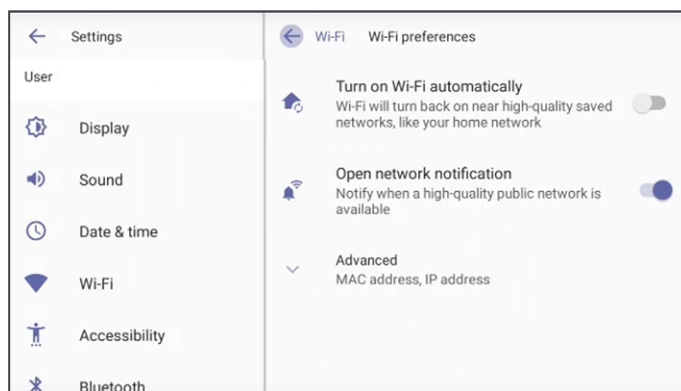 Settings
User
Display
Sound
Date & time
Wi-Fi
Accessibility
Bluetooth
Wi-Fi Wi-Fi preferences
Turn on Wi-Fi automatically
Wi-Fi will turn back on near high-quality saved
networks, like your home network
Open network notification
Notify when a high-quality public network is
available
Advanced
MAC address, IP address